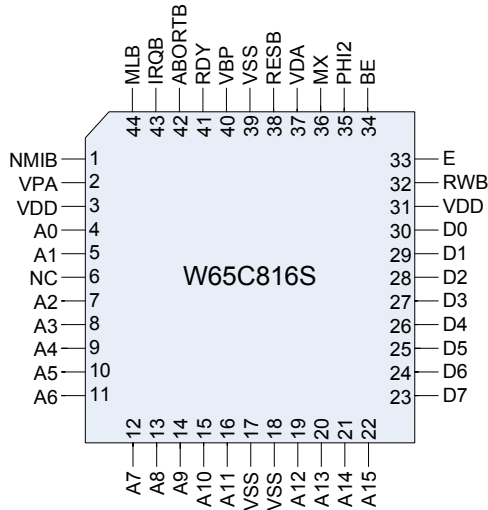 MLB IRQB ABORTB RDY VBP VSS RESB VDA MX PHI2 BE
44 43 42 41 40 39 38 37 36 35 34
NMIB 1 33 E
VPA 2 32 RWB
VDD 3 31 VDD
A0 4 30 D0
A1 5 29 D1
NC 6 W65C816S 28 D2
A2 7 27 D3
A3 8 26 D4
A4 9 25 D5
A5 10 24 D6
A6 11 23 D7
12 13 14 15 16 17 18 19 20 21 22
A7 A8 A9 A10 A11 VSS VSS A12 A13 A14 A15